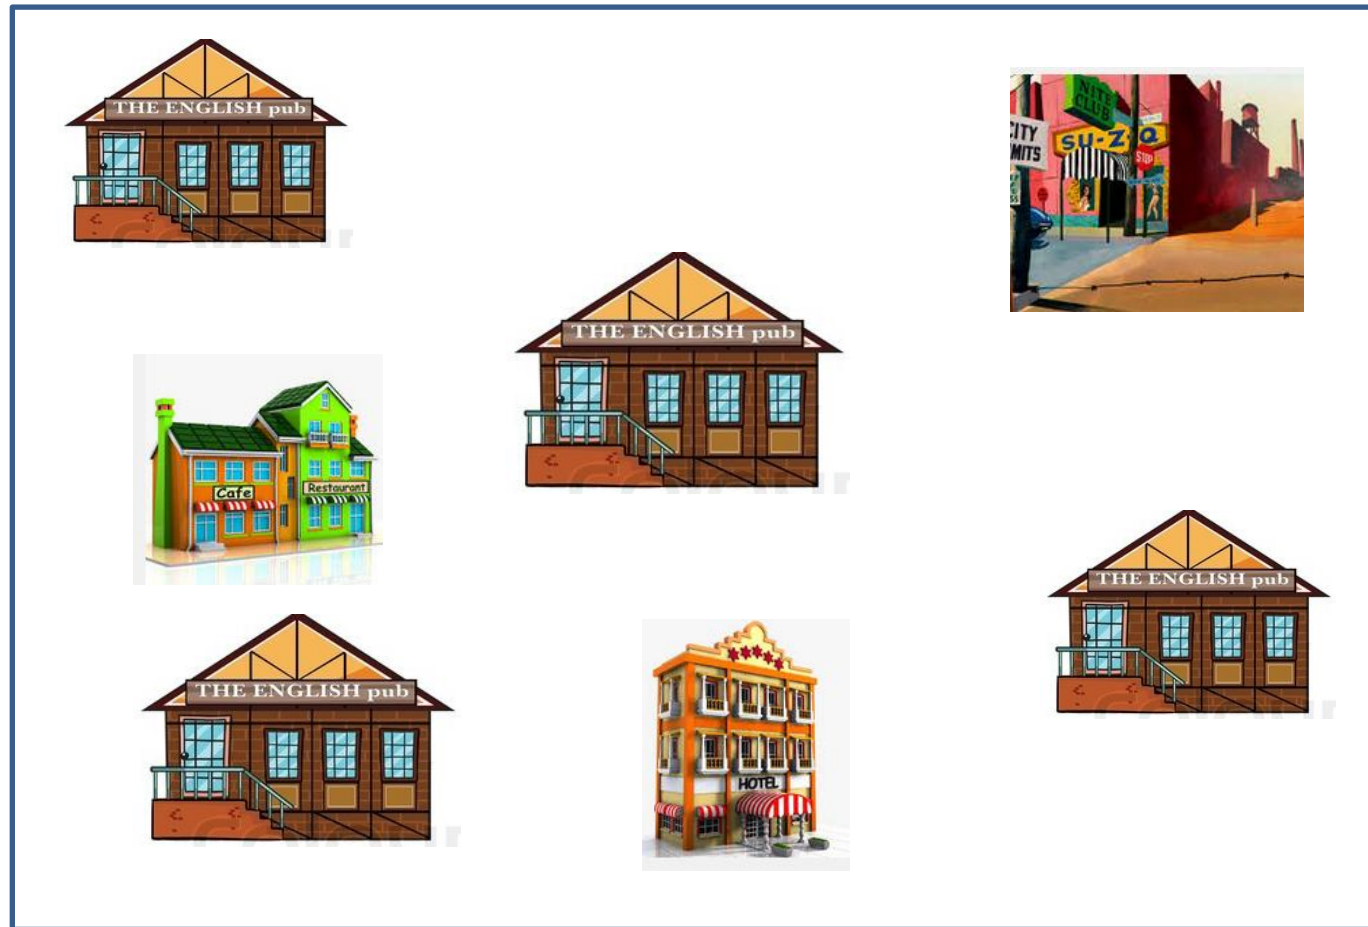 THE ENGLISH pub
NITE
CLUB
CITY
MITS
SU-Z-Q
STOP
THE ENGLISH pub
Cafe
Restaurant
THE ENGLISH pub
THE ENGLISH pub
HOTEL